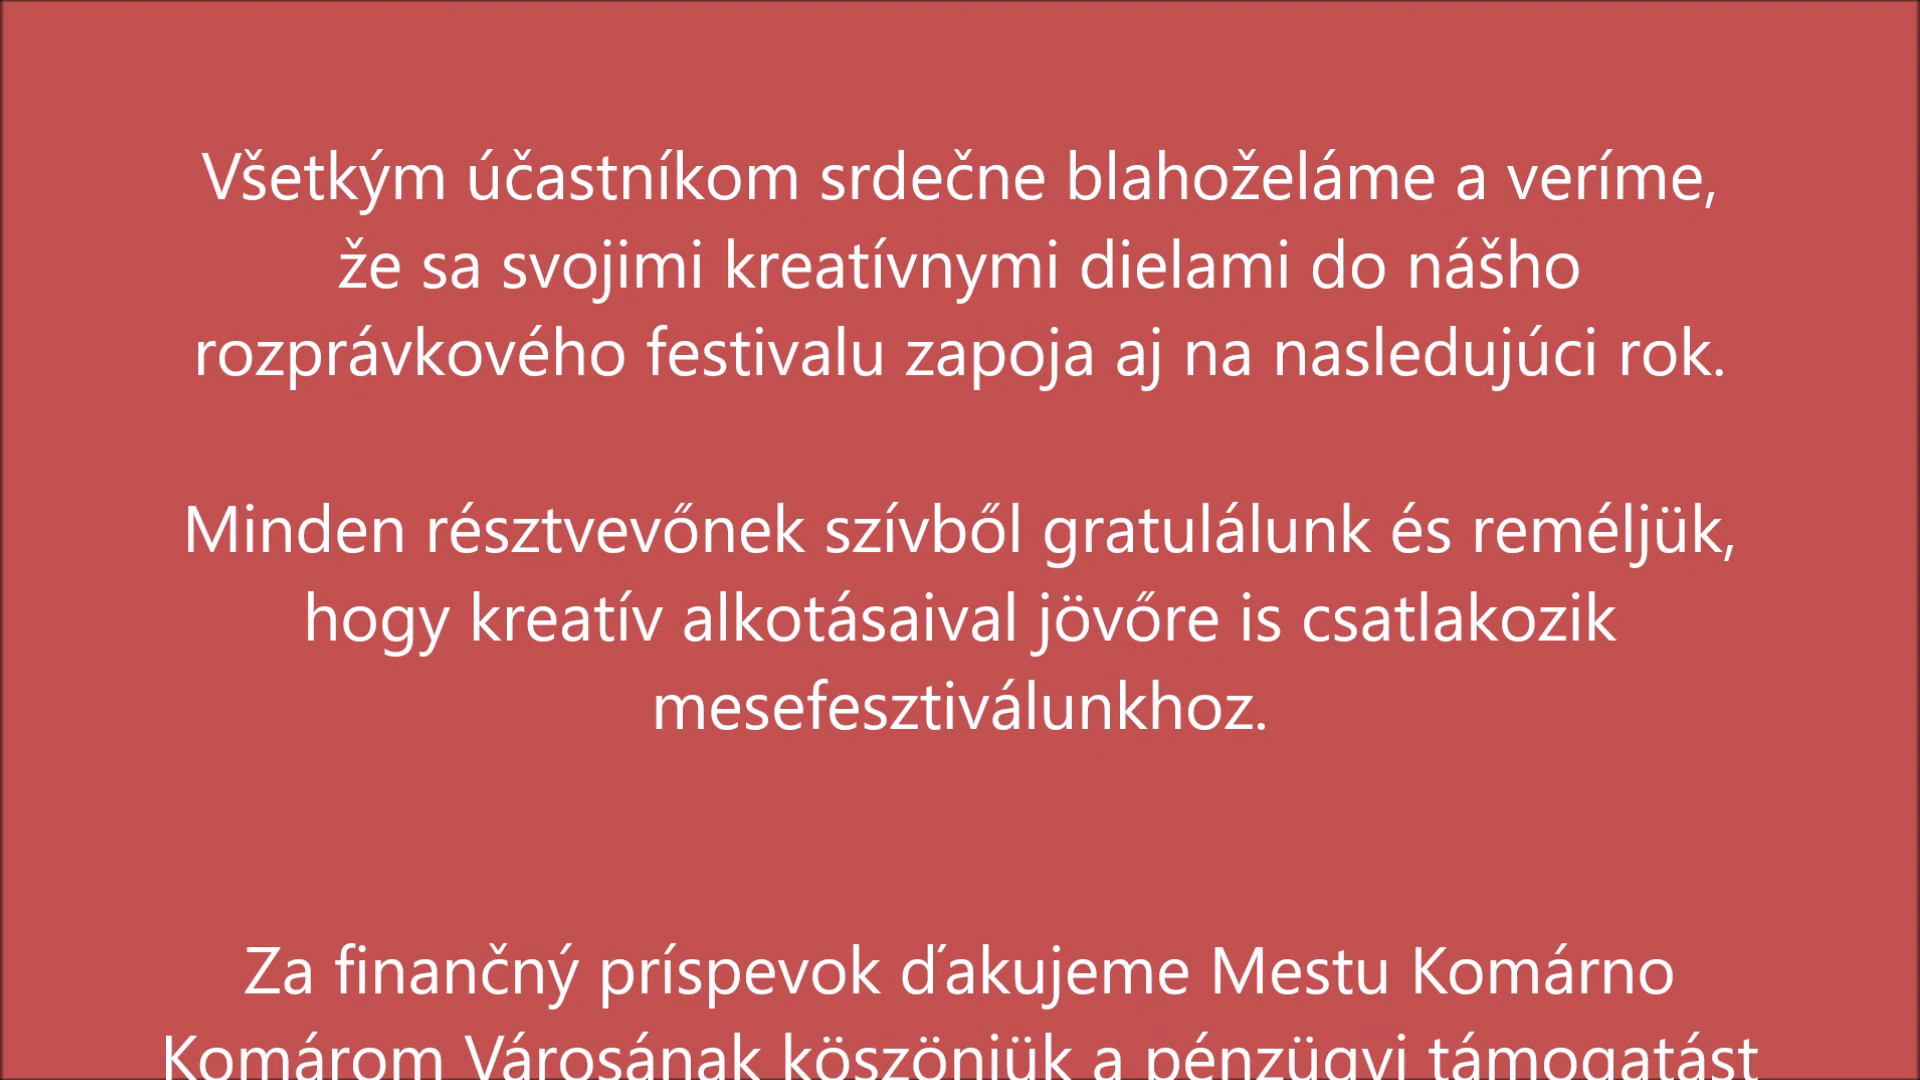 Všetkým účastníkom srdečne blahoželáme a veríme,
že sa svojimi kreatívnymi dielami do nášho
rozprávkového festivalu zapoja aj na nasledujúci rok.
Minden résztvevőnek szívből gratulálunk és reméljük,
hogy kreatív alkotásaival jövőre is csatlakozik
mesefesztiválunkhoz.
Za finančný príspevok ďakujeme Mestu Komárno
Komárom Városának köszönjük a pénzügyi támogatást